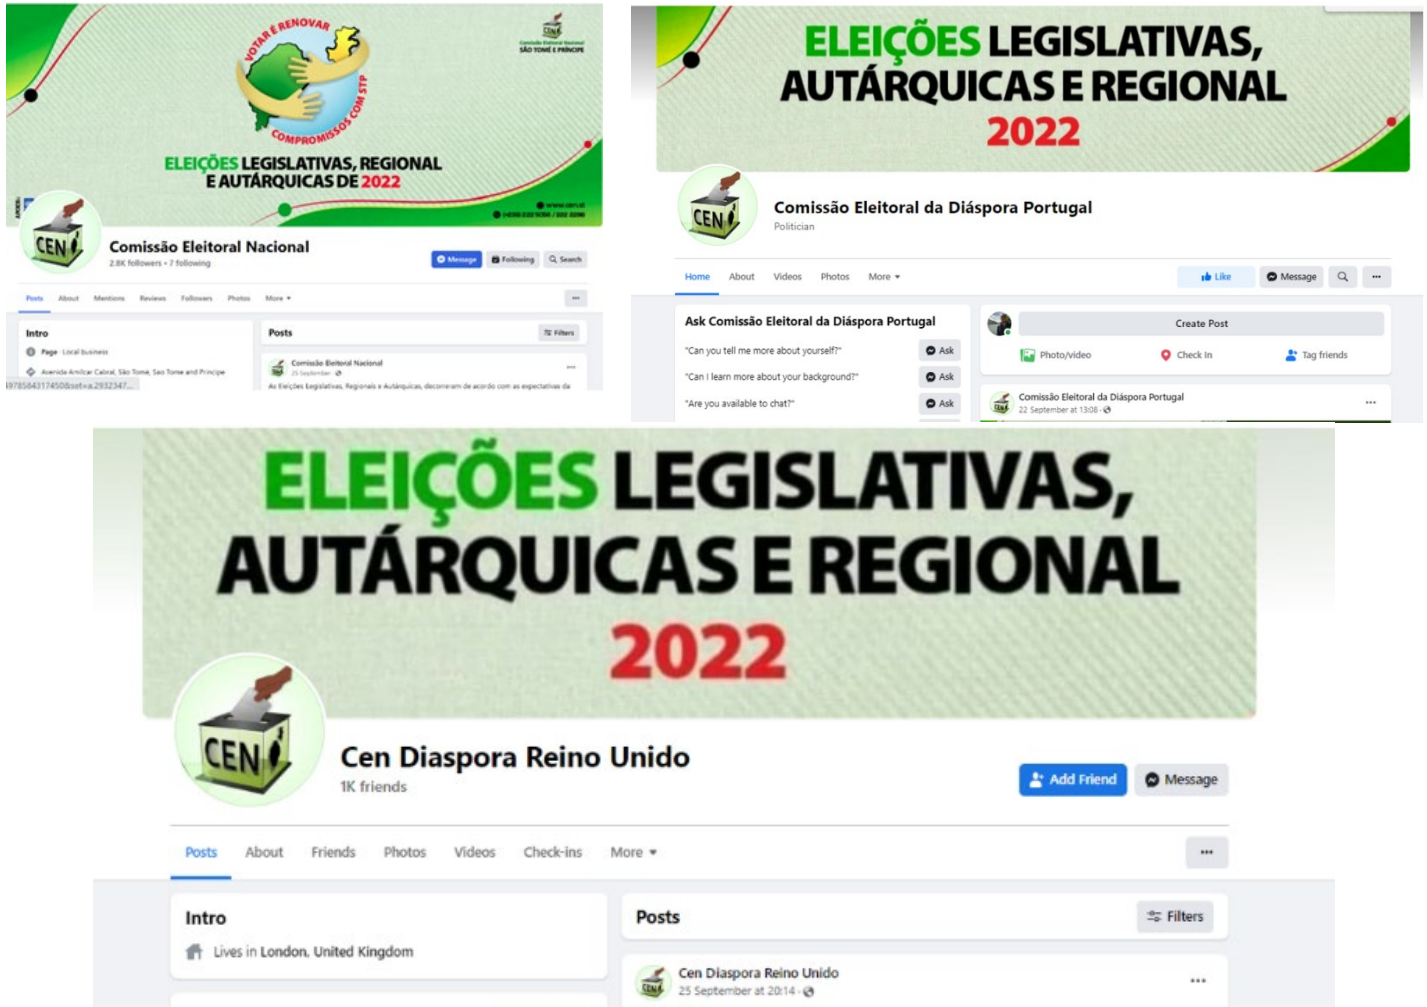 VOTAR É RENOVAR
COMPROMISSOS COM STP
CEN
Comissão Eleitoral Nacional
SÃO TOMÉ E PRÍNCIPE
ELEIÇÕES LEGISLATIVAS, REGIONAL
E AUTÁRQUICAS DE 2022
www.cen.st
CEN
Comissão Eleitoral Nacional
2.8K followers • 7 following
Message
Following
Search
Posts About Mentions Reviews Followers Photos More
Intro
Page · Local business
Avenida Amílcar Cabral, São Tomé, Sao Tome and Principe
Posts
Filters
Comissão Eleitoral Nacional
25 September
As Eleições Legislativas, Regionais e Autárquicas, decorreram de acordo com as expectativas da
ELEIÇÕES LEGISLATIVAS,
AUTÁRQUICAS E REGIONAL
2022
CEN
Comissão Eleitoral da Diáspora Portugal
Politician
Home About Videos Photos More
Like
Message
Ask Comissão Eleitoral da Diáspora Portugal
"Can you tell me more about yourself?"
Ask
"Can I learn more about your background?"
Ask
"Are you available to chat?"
Ask
Create Post
Photo/video
Check In
Tag friends
Comissão Eleitoral da Diáspora Portugal
22 September at 13:08
ELEIÇÕES LEGISLATIVAS,
AUTÁRQUICAS E REGIONAL
2022
CEN
Cen Diaspora Reino Unido
1K friends
Add Friend
Message
Posts About Friends Photos Videos Check-ins More
Intro
Lives in London, United Kingdom
Posts
Filters
Cen Diaspora Reino Unido
25 September at 20:14